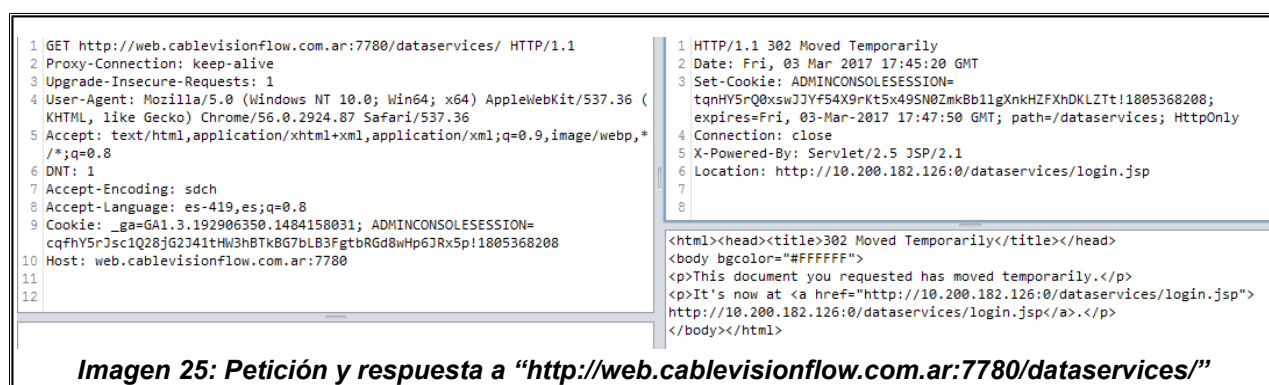 1 GET http://web.cablevisionflow.com.ar:7780/dataservices/ HTTP/1.1
2 Proxy-Connection: keep-alive
3 Upgrade-Insecure-Requests: 1
4 User-Agent: Mozilla/5.0 (Windows NT 10.0; Win64; x64) AppleWebKit/537.36 (
KHTML, like Gecko) Chrome/56.0.2924.87 Safari/537.36
5 Accept: text/html,application/xhtml+xml,application/xml;q=0.9,image/webp,*
/*;q=0.8
6 DNT: 1
7 Accept-Encoding: sdch
8 Accept-Language: es-419,es;q=0.8
9 Cookie: _ga=GA1.3.192906350.1484158031; ADMINCONSOLESESSION=
cqfhY5rJsc1Q28jG2J41tHW3hBTkBG7bLB3FgtbRGd8wHp6JRx5p!1805368208
10 Host: web.cablevisionflow.com.ar:7780
11
12
1 HTTP/1.1 302 Moved Temporarily
2 Date: Fri, 03 Mar 2017 17:45:20 GMT
3 Set-Cookie: ADMINCONSOLESESSION=
tqnHY5rQ0xswJJYf54X9rKt5x49SN0ZmkBb1lgXnkHZFXhDKLZTt!1805368208;
expires=Fri, 03-Mar-2017 17:47:50 GMT; path=/dataservices; HttpOnly
4 Connection: close
5 X-Powered-By: Servlet/2.5 JSP/2.1
6 Location: http://10.200.182.126:0/dataservices/login.jsp
7
8
<html><head><title>302 Moved Temporarily</title></head>
<body bgcolor="#FFFFFF">
<p>This document you requested has moved temporarily.</p>
<p>It's now at <a href="http://10.200.182.126:0/dataservices/login.jsp">
http://10.200.182.126:0/dataservices/login.jsp</a>.</p>
</body></html>
Imagen 25: Petición y respuesta a “http://web.cablevisionflow.com.ar:7780/dataservices/”